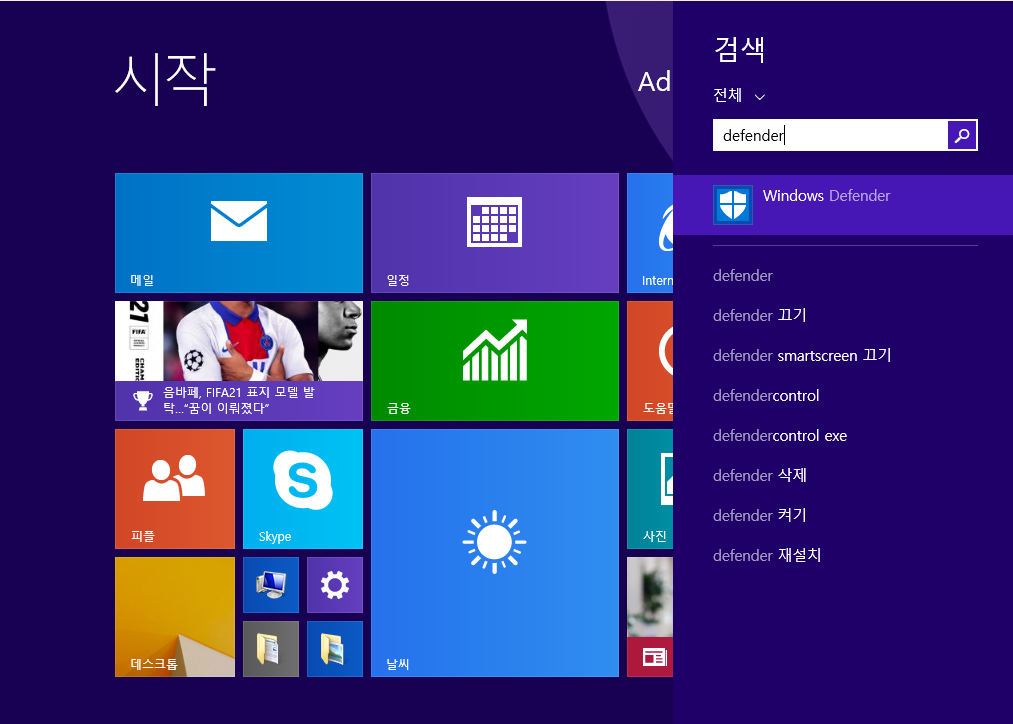 시작
Ad
검색
전체
defender
Windows Defender
defender
defender 끄기
defender smartscreen 끄기
defendercontrol
defendercontrol exe
defender 삭제
defender 켜기
defender 재설치
메일
일정
Intern
21
FIFA
CHAM
EDITION
음바페, FIFA21 표지 모델 발
탁...“꿈이 이뤄졌다”
금융
도움말
피플
Skype
데스크톱
날씨
사진